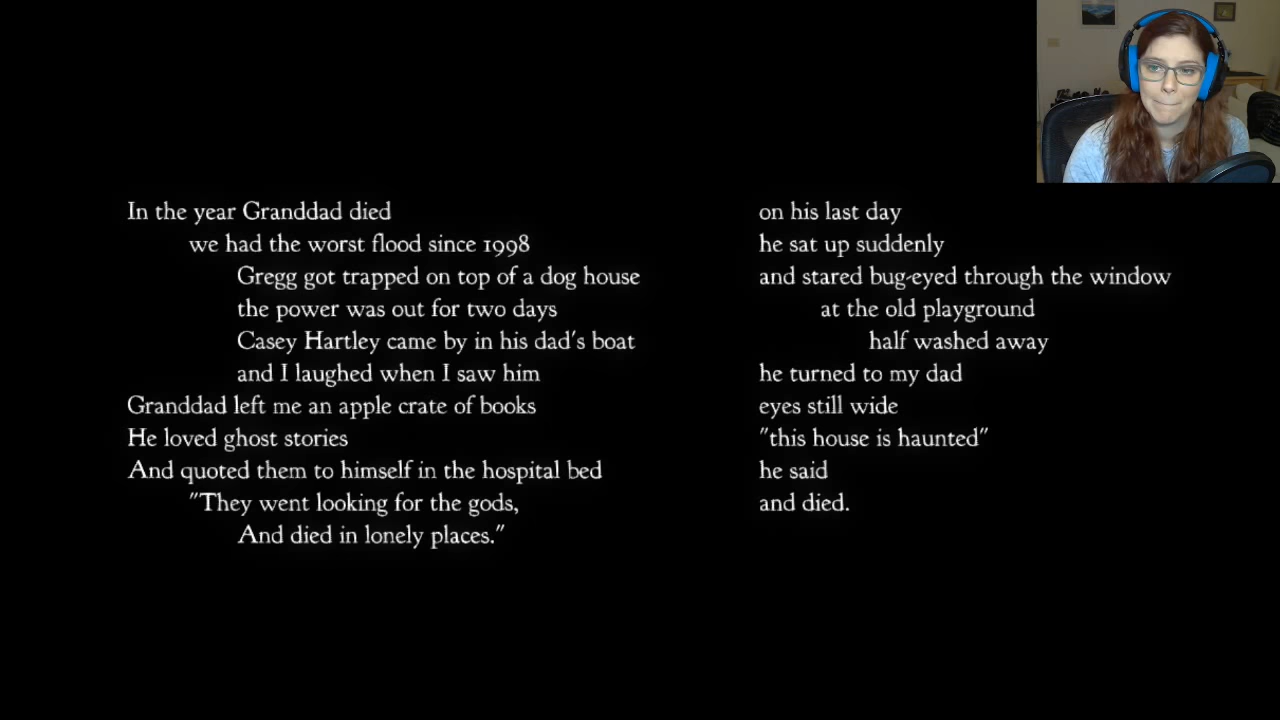 In the year Granddad died
we had the worst flood since 1998
Gregg got trapped on top of a dog house
the power was out for two days
Casey Hartley came by in his dad's boat
and I laughed when I saw him
Granddad left me an apple crate of books
He loved ghost stories
And quoted them to himself in the hospital bed
"They went looking for the gods,
And died in lonely places."
on his last day
he sat up suddenly
and stared bug-eyed through the window
at the old playground
half washed away
he turned to my dad
eyes still wide
"this house is haunted"
he said
and died.